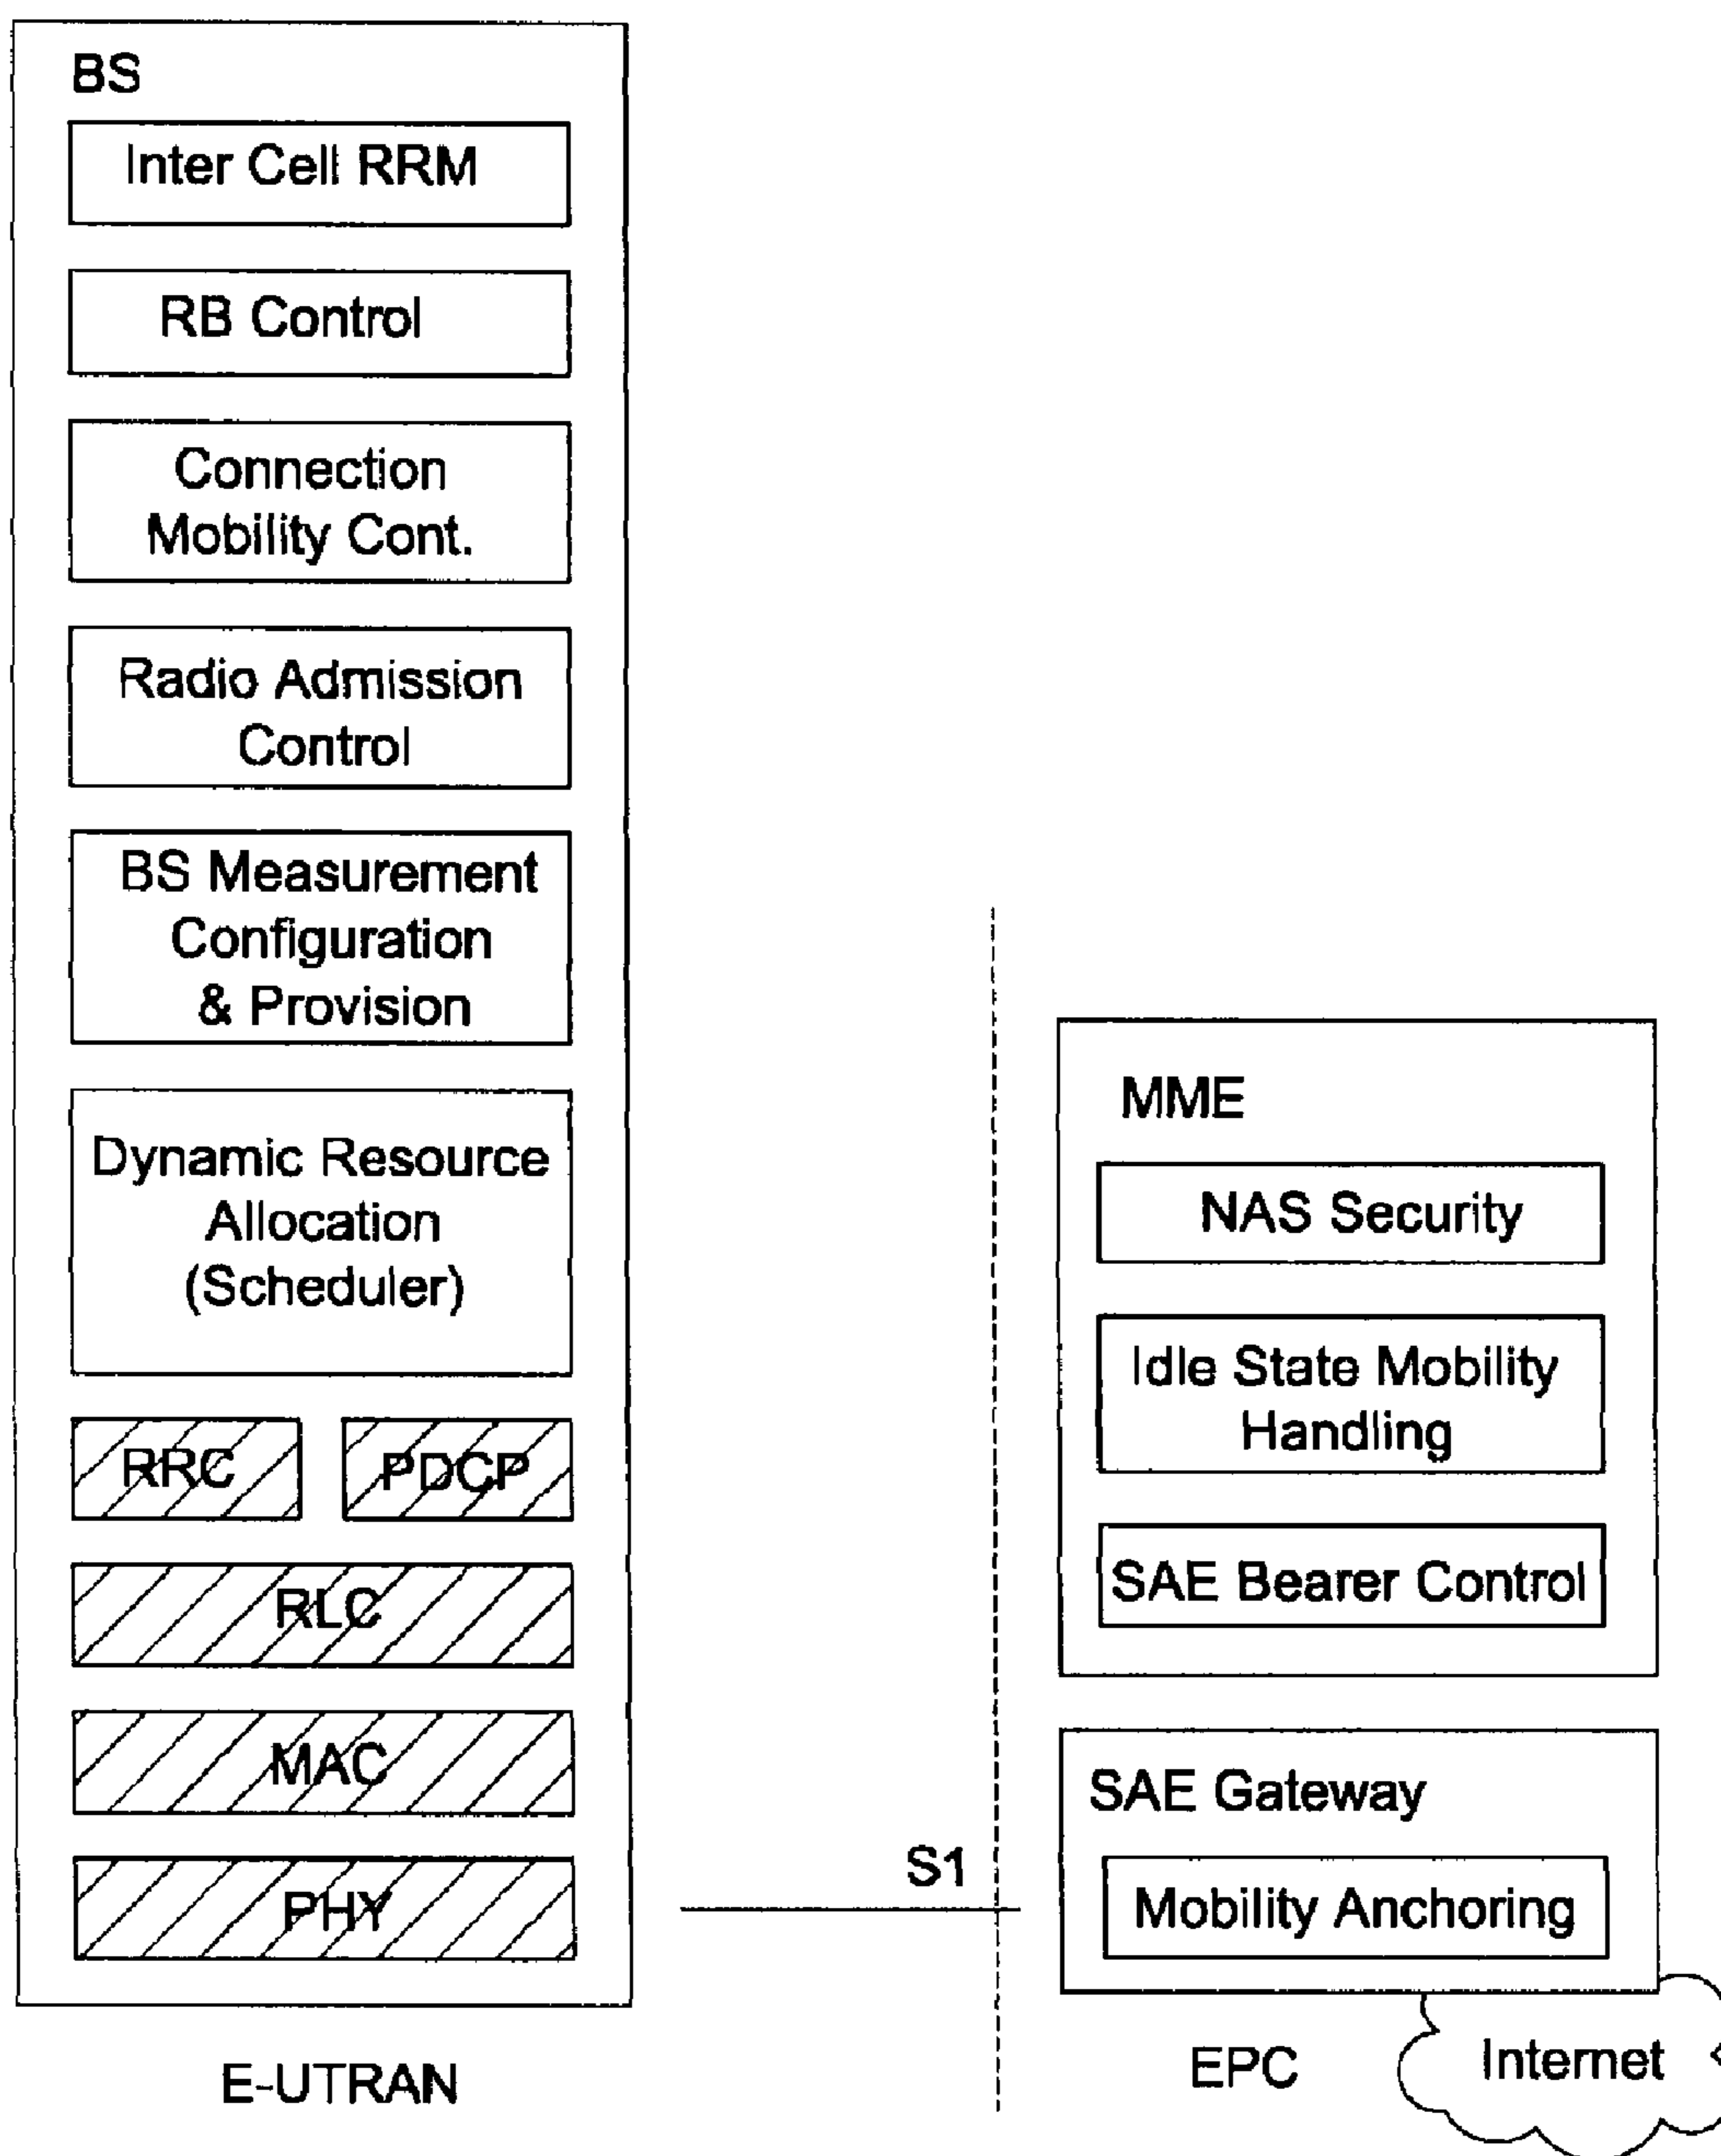 BS
Inter Cell RRM
RB Control
Connection
Mobility Cont.
Radio Admission
Control
BS Measurement
Configuration
& Provision
Dynamic Resource
Allocation
(Scheduler)
RRC
PDCP
RLC
MAC
PHY
E-UTRAN
S1
MME
NAS Security
Idle State Mobility
Handling
SAE Bearer Control
SAE Gateway
Mobility Anchoring
EPC
Internet